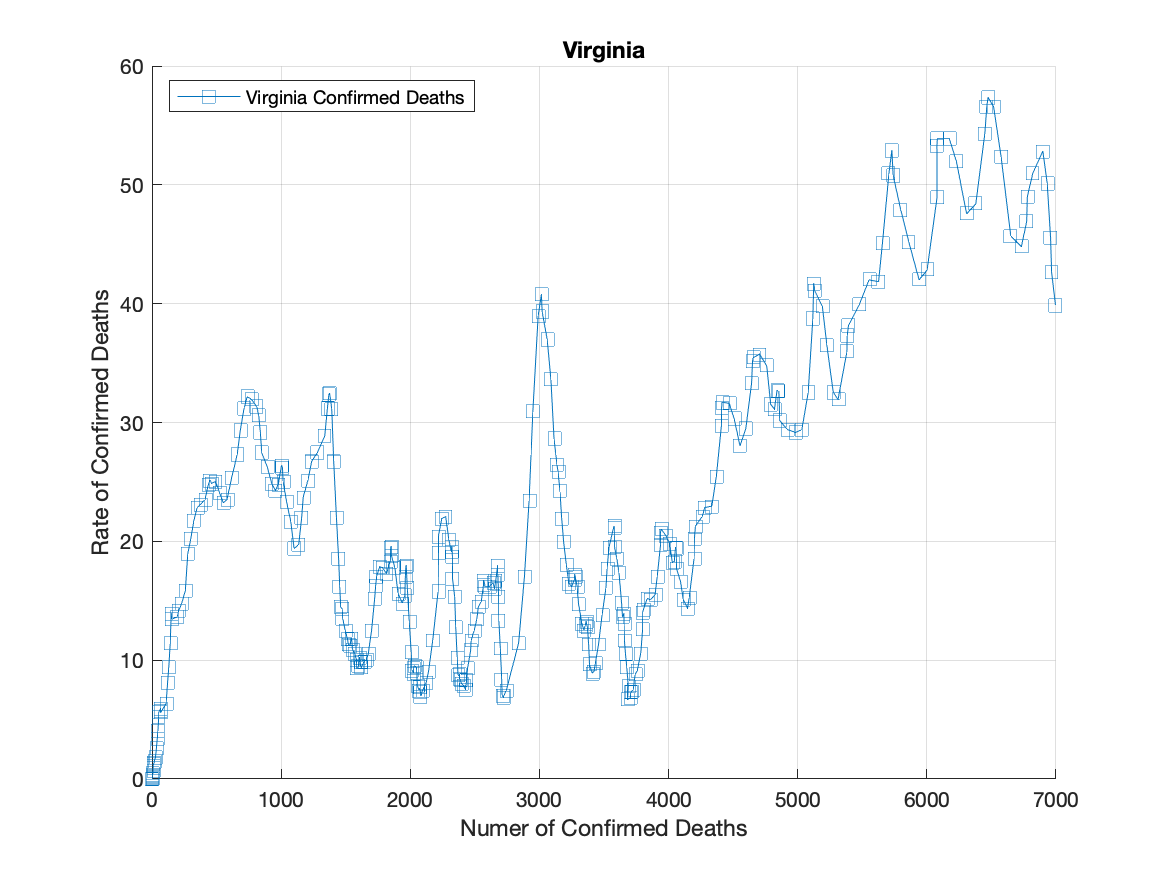 Virginia
Virginia Confirmed Deaths
60
50
40
30
20
10
0
Rate of Confirmed Deaths
0 1000 2000 3000 4000 5000 6000 7000
Numer of Confirmed Deaths